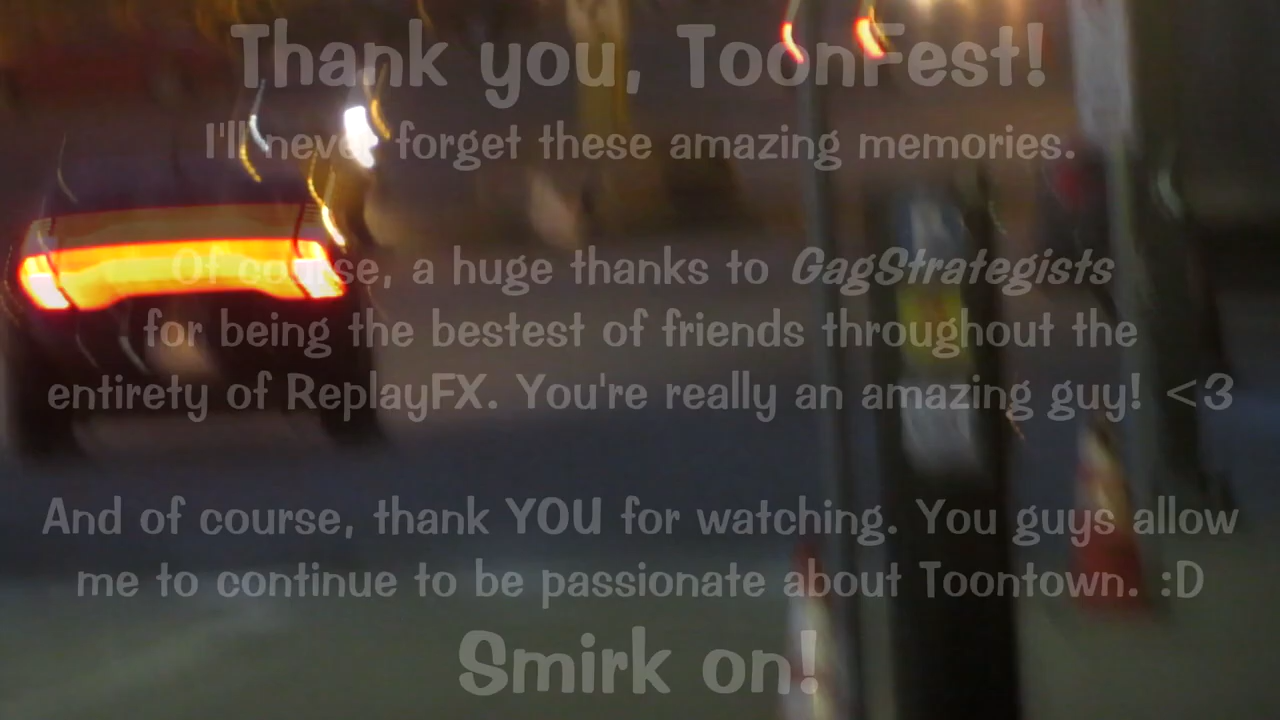 Thank you, ToonFest!
I'll never forget these amazing memories.
Of course, a huge thanks to GagStrategists
for being the bestest of friends throughout the
entirety of ReplayFX. You're really an amazing guy! <3
And of course, thank YOU for watching. You guys allow
me to continue to be passionate about Toontown. :D
Smirk on!